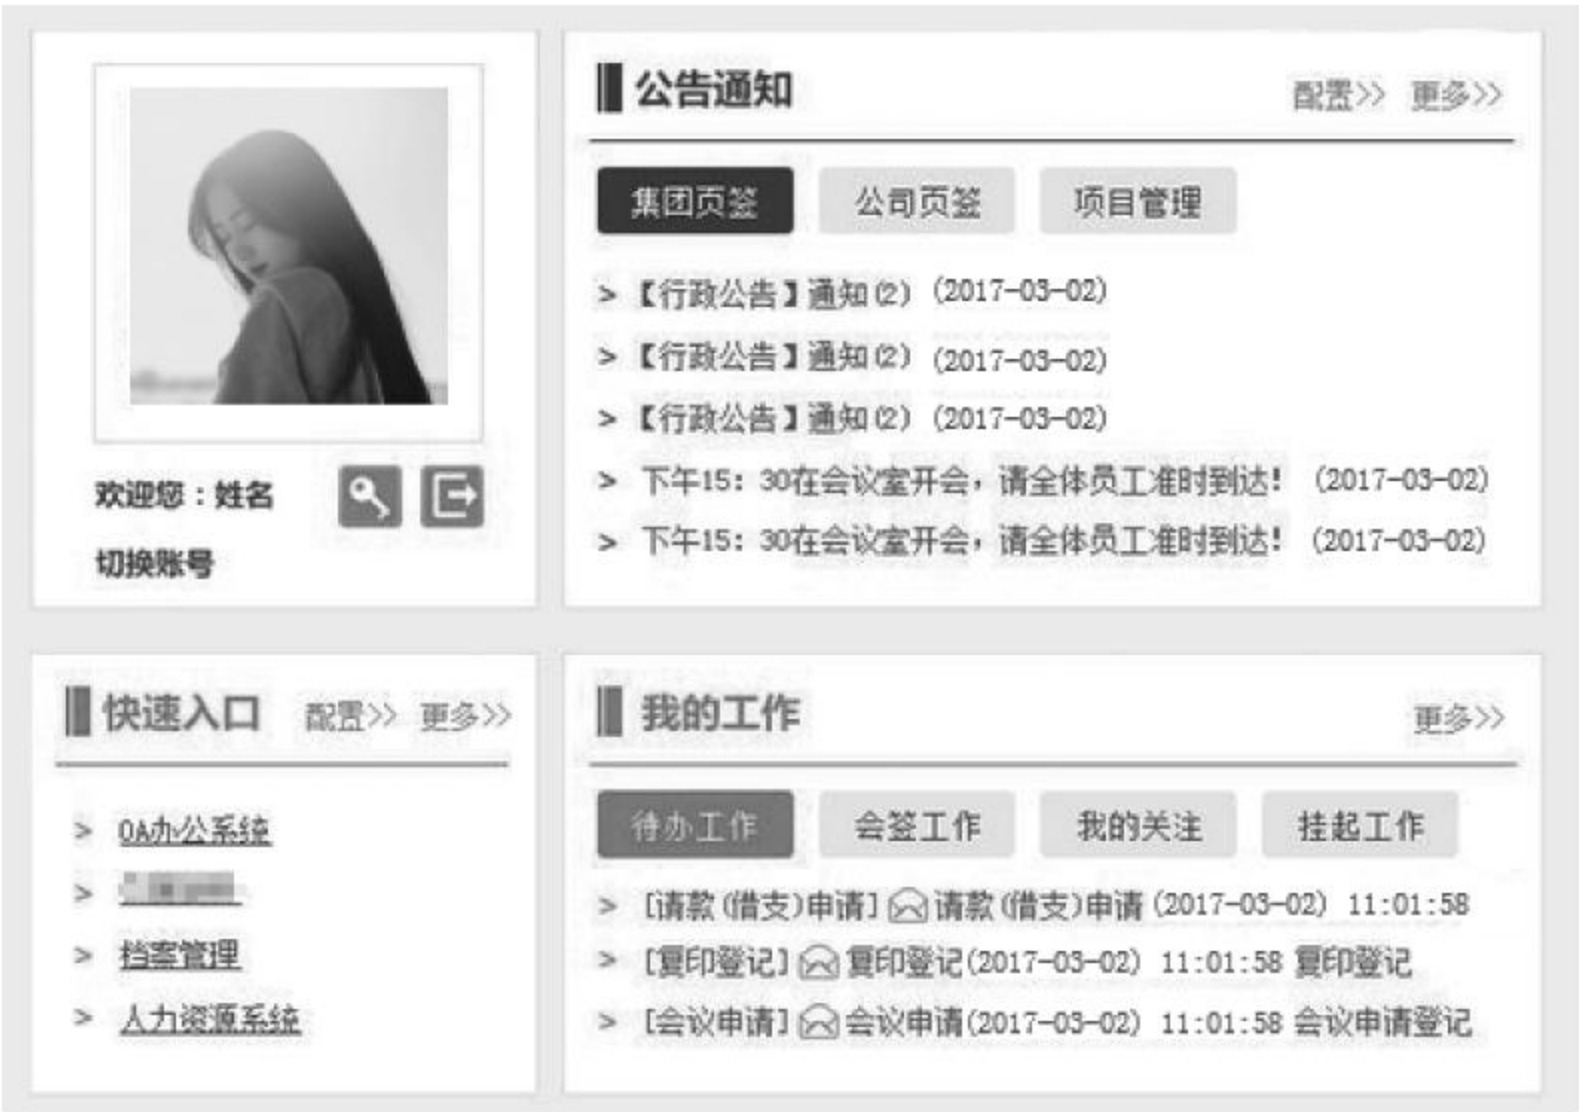 欢迎您：姓名
切换账号
公告通知 配置>> 更多>>
集团页签 公司页签 项目管理
> 【行政公告】通知(2) (2017-03-02)
> 【行政公告】通知(2) (2017-03-02)
> 【行政公告】通知(2) (2017-03-02)
> 下午15：30在会议室开会，请全体员工准时到达！ (2017-03-02)
> 下午15：30在会议室开会，请全体员工准时到达！ (2017-03-02)
快速入口 配置>> 更多>>
> OA办公系统
>
> 档案管理
> 人力资源系统
我的工作 更多>>
待办工作 会签工作 我的关注 挂起工作
> [请款(借支)申请] 请款(借支)申请 (2017-03-02) 11:01:58
> [复印登记] 复印登记(2017-03-02) 11:01:58 复印登记
> [会议申请] 会议申请(2017-03-02) 11:01:58 会议申请登记